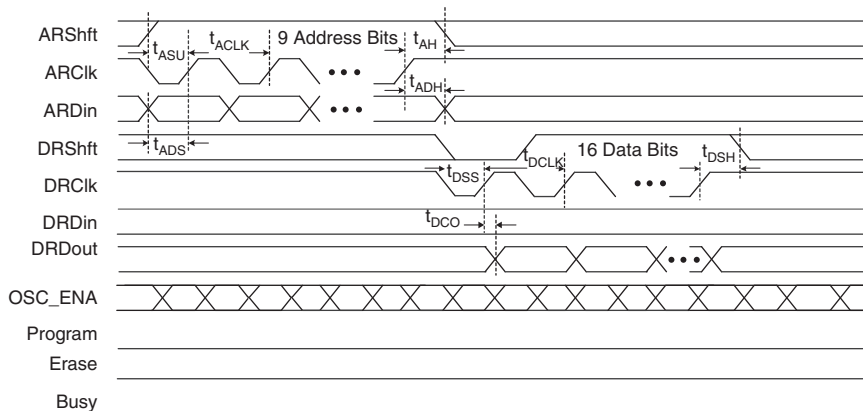 ARShft
tASU
tACLK
9 Address Bits
tAH
ARClk
tADH
ARDin
tADS
DRShft
16 Data Bits
tDSS
tDCLK
tDSH
DRClk
DRDin
tDCO
DRDout
OSC_ENA
Program
Erase
Busy